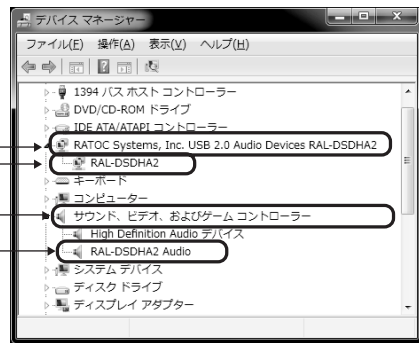 デバイス マネージャー
ファイル(F) 操作(A) 表示(V) ヘルプ(H)
1394 バス ホスト コントローラー
DVD/CD-ROM ドライブ
IDE ATA/ATAPI コントローラー
RATOC Systems, Inc. USB 2.0 Audio Devices RAL-DSDHA2
RAL-DSDHA2
キーボード
コンピューター
サウンド、ビデオ、およびゲーム コントローラー
High Definition Audio デバイス
RAL-DSDHA2 Audio
システム デバイス
ディスク ドライブ
ディスプレイ アダプター